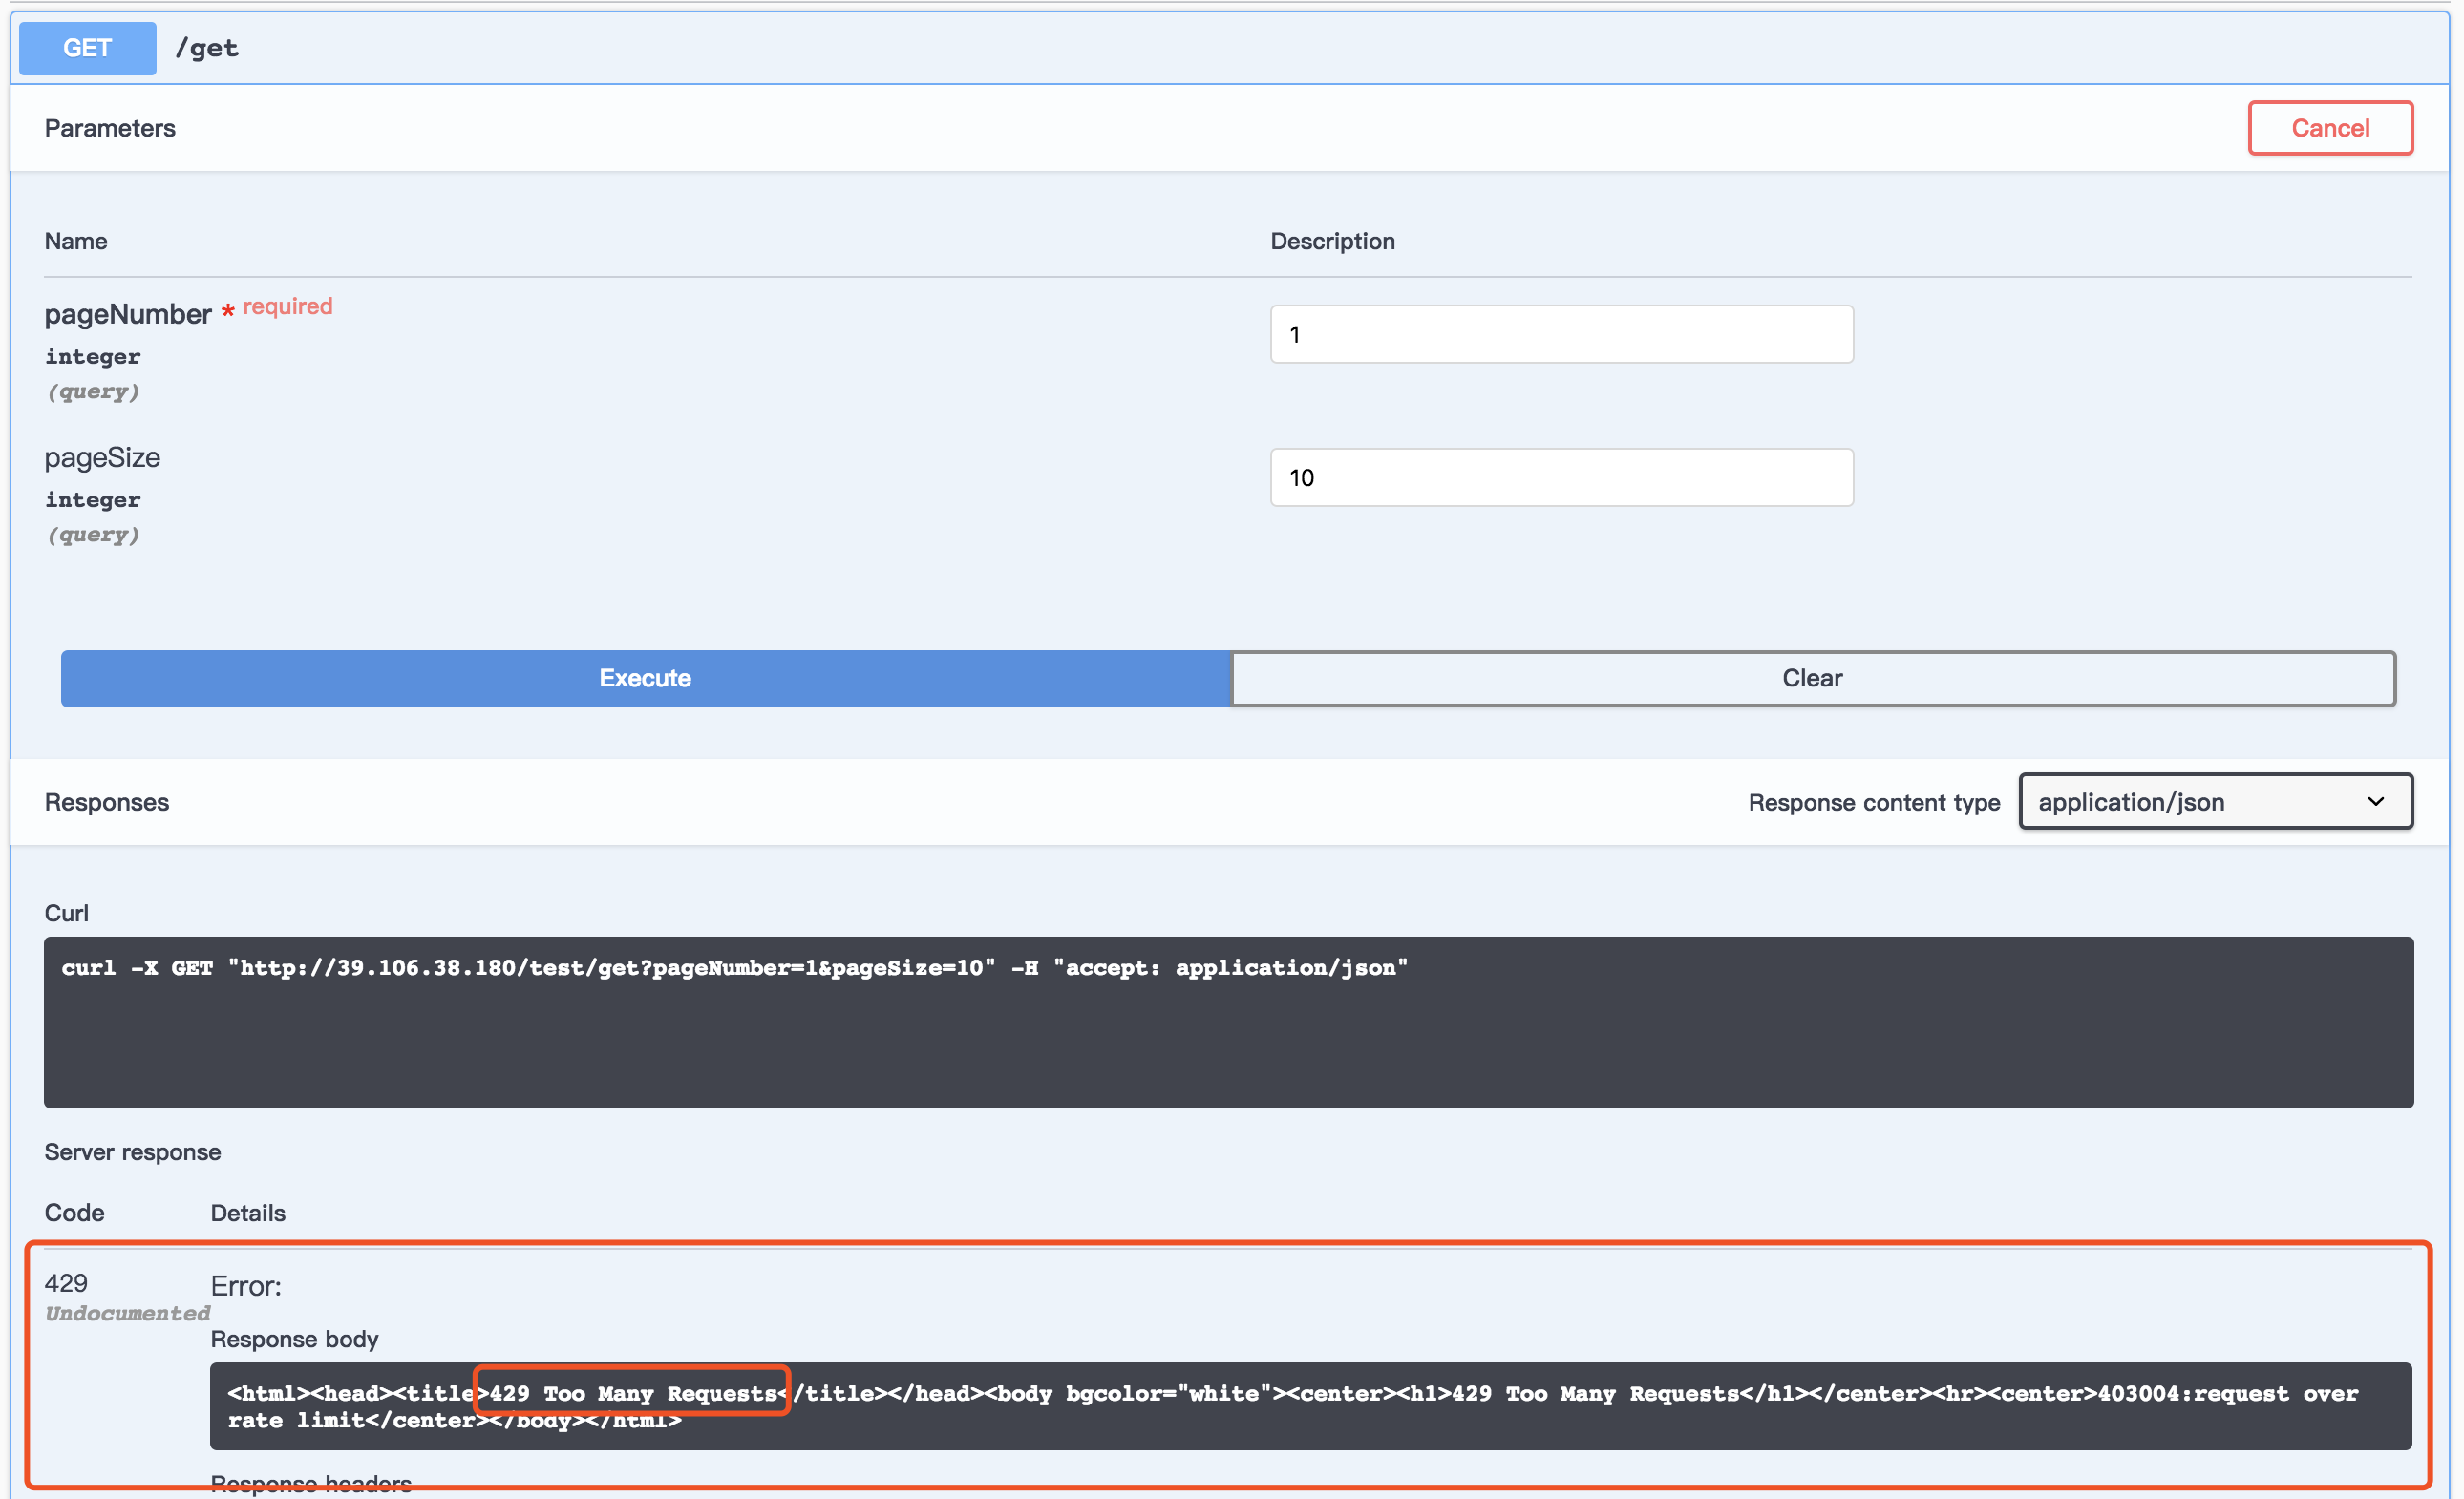 GET /get
Parameters
Cancel
Name
Description
pageNumber * required
integer
(query)
1
pageSize
integer
(query)
10
Execute
Clear
Responses
Response content type
application/json
Curl
curl -X GET "http://39.106.38.180/test/get?pageNumber=1&pageSize=10" -H "accept: application/json"
Server response
Code
Details
429
Undocumented
Error:
Response body
<html><head><title>429 Too Many Requests</title></head><body bgcolor="white"><center><h1>429 Too Many Requests</h1></center><hr><center>403004:request over
rate limit</center></body></html>
Response headers